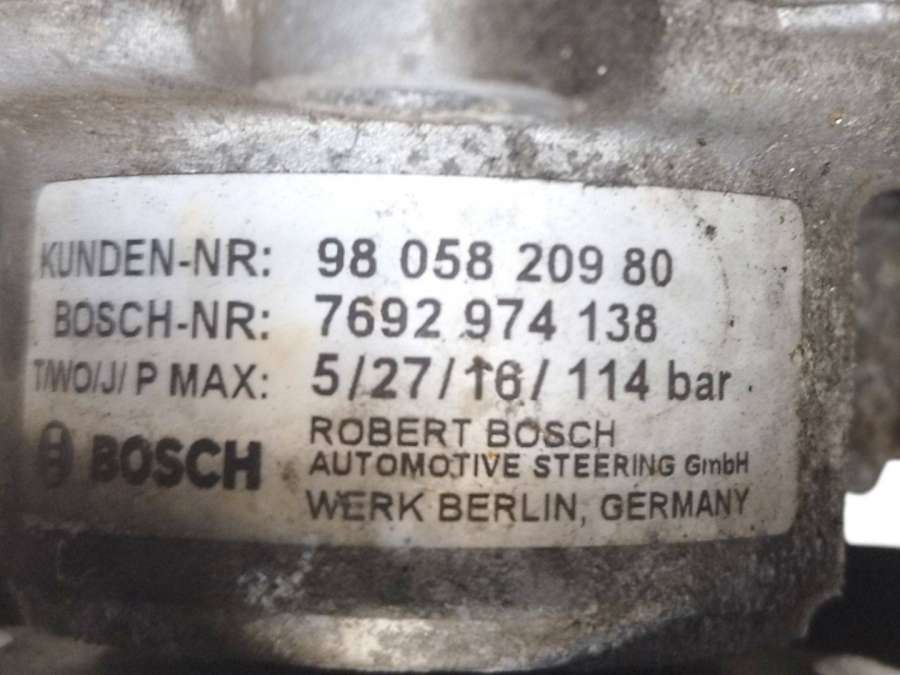 KUNDEN-NR: 98 058 209 80
BOSCH-NR: 7692 974 138
T/WO/J/ P MAX: 5/27/16/ 114 bar
BOSCH
ROBERT BOSCH
AUTOMOTIVE STEERING GmbH
WERK BERLIN, GERMANY